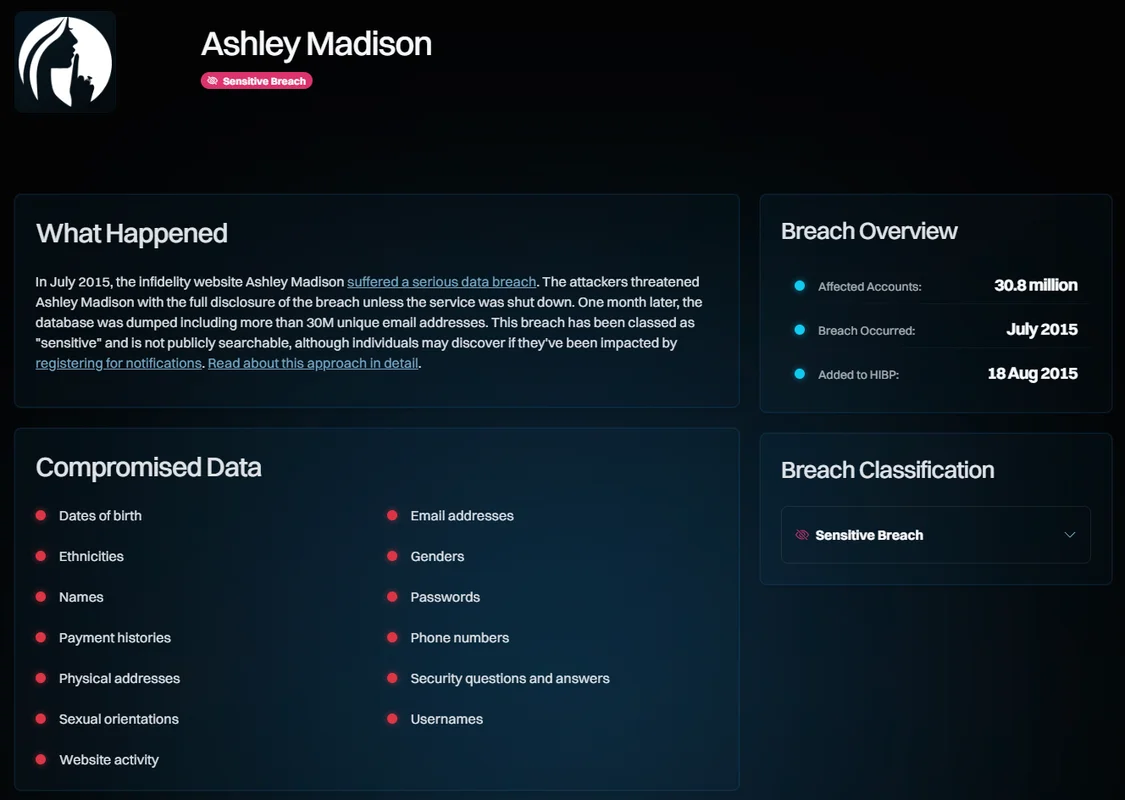 Ashley Madison
Sensitive Breach
What Happened
In July 2015, the infidelity website Ashley Madison suffered a serious data breach. The attackers threatened
Ashley Madison with the full disclosure of the breach unless the service was shut down. One month later, the
database was dumped including more than 30M unique email addresses. This breach has been classed as
"sensitive" and is not publicly searchable, although individuals may discover if they've been impacted by
registering for notifications. Read about this approach in detail.
Breach Overview
Affected Accounts: 30.8 million
Breach Occurred: July 2015
Added to HIBP: 18 Aug 2015
Compromised Data
Dates of birth
Email addresses
Ethnicities
Genders
Names
Passwords
Payment histories
Phone numbers
Physical addresses
Security questions and answers
Sexual orientations
Usernames
Website activity
Breach Classification
Sensitive Breach